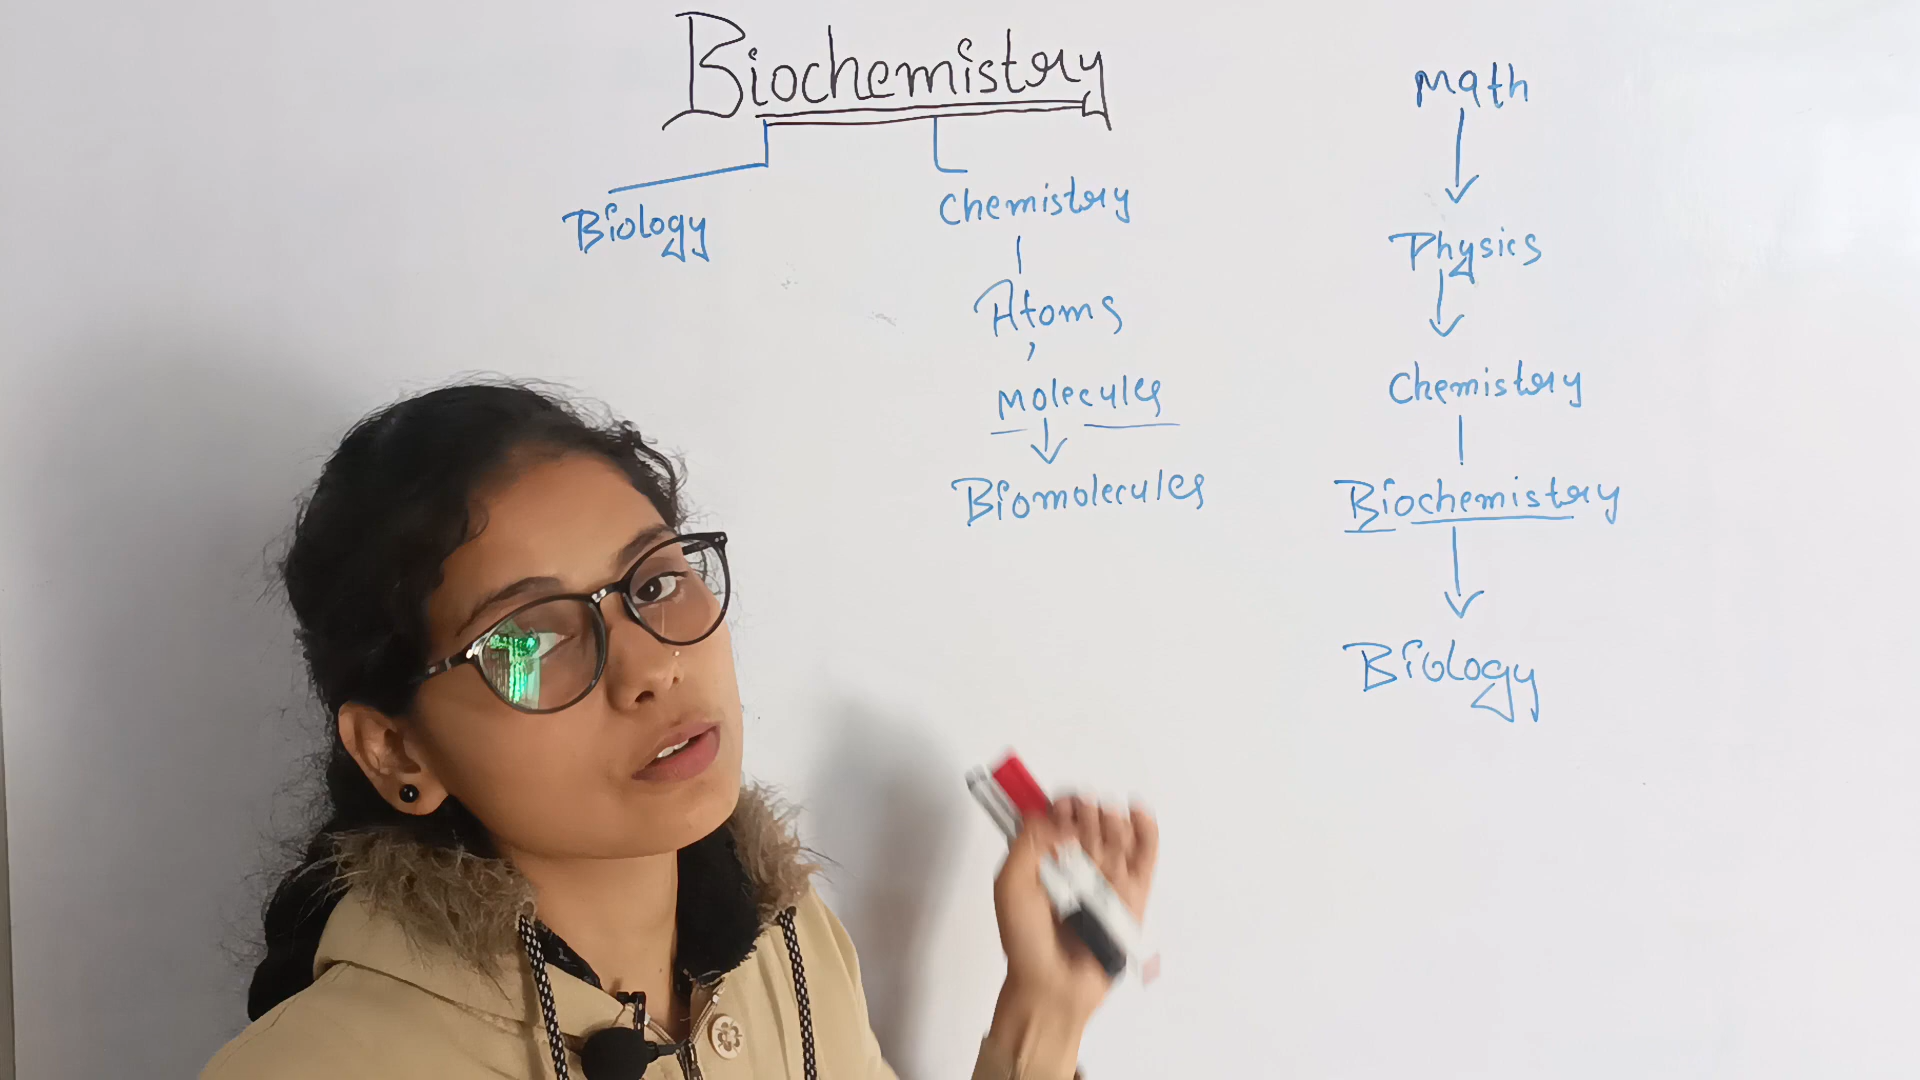 Biochemistry
Biology
Chemistry
Atoms
,
Molecules
Biomolecules
Math
Physics
Chemistry
Biochemistry
Biology